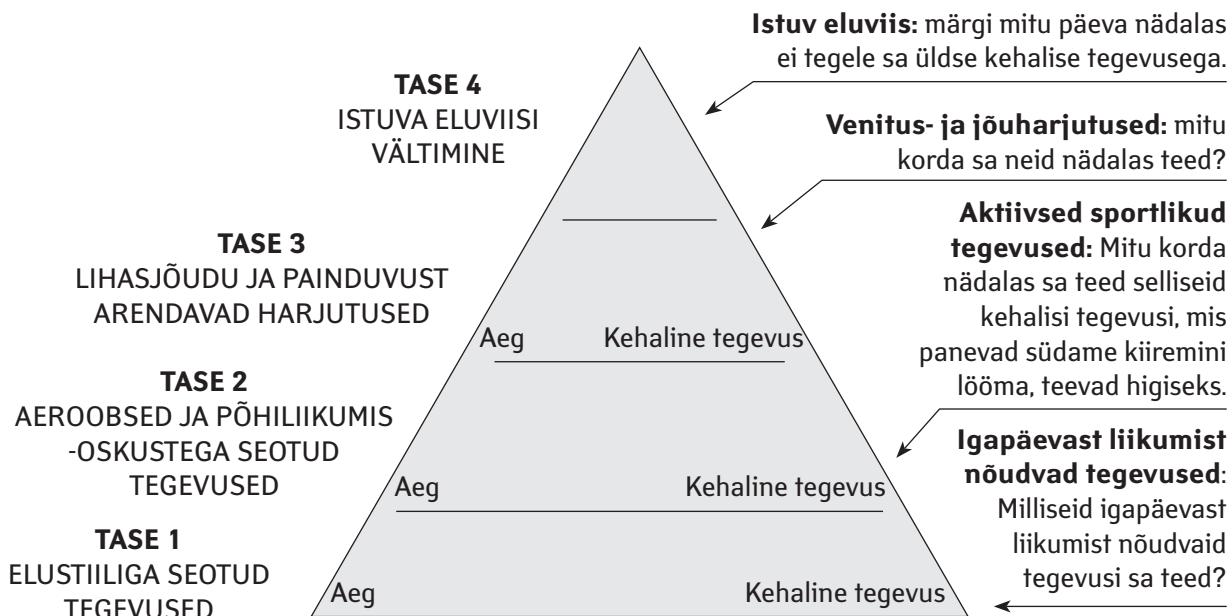 Istuv eluviis: märgi mitu päeva nädalas
ei tegele sa üldse kehalise tegevusega.
TASE 4
ISTUVA ELUVIISI
VÄLTIMINE
Venitus- ja jõuharjutused: mitu
korda sa neid nädalas teed?
TASE 3
LIHASJÕUDU JA PAINDUVUST
ARENDAVAD HARJUTUSED
Aeg
Kehaline tegevus
Aktiivsed sportlikud
tegevused: Mitu korda
nädalas sa teed selliseid
kehalisi tegevusi, mis
panevad südame kiiremini
lööma, teevad higiseks.
TASE 2
AEROOBSED JA PÕHILIIKUMIS
-OSKUSTEGA SEOTUD
TEGEVUSED
Aeg
Kehaline tegevus
Igapäevast liikumist
nõudvad tegevused:
Milliseid igapäevast
liikumist nõudvaid
tegevusi sa teed?
TASE 1
ELUSTIILIGA SEOTUD
TEGEVUSED
Aeg
Kehaline tegevus